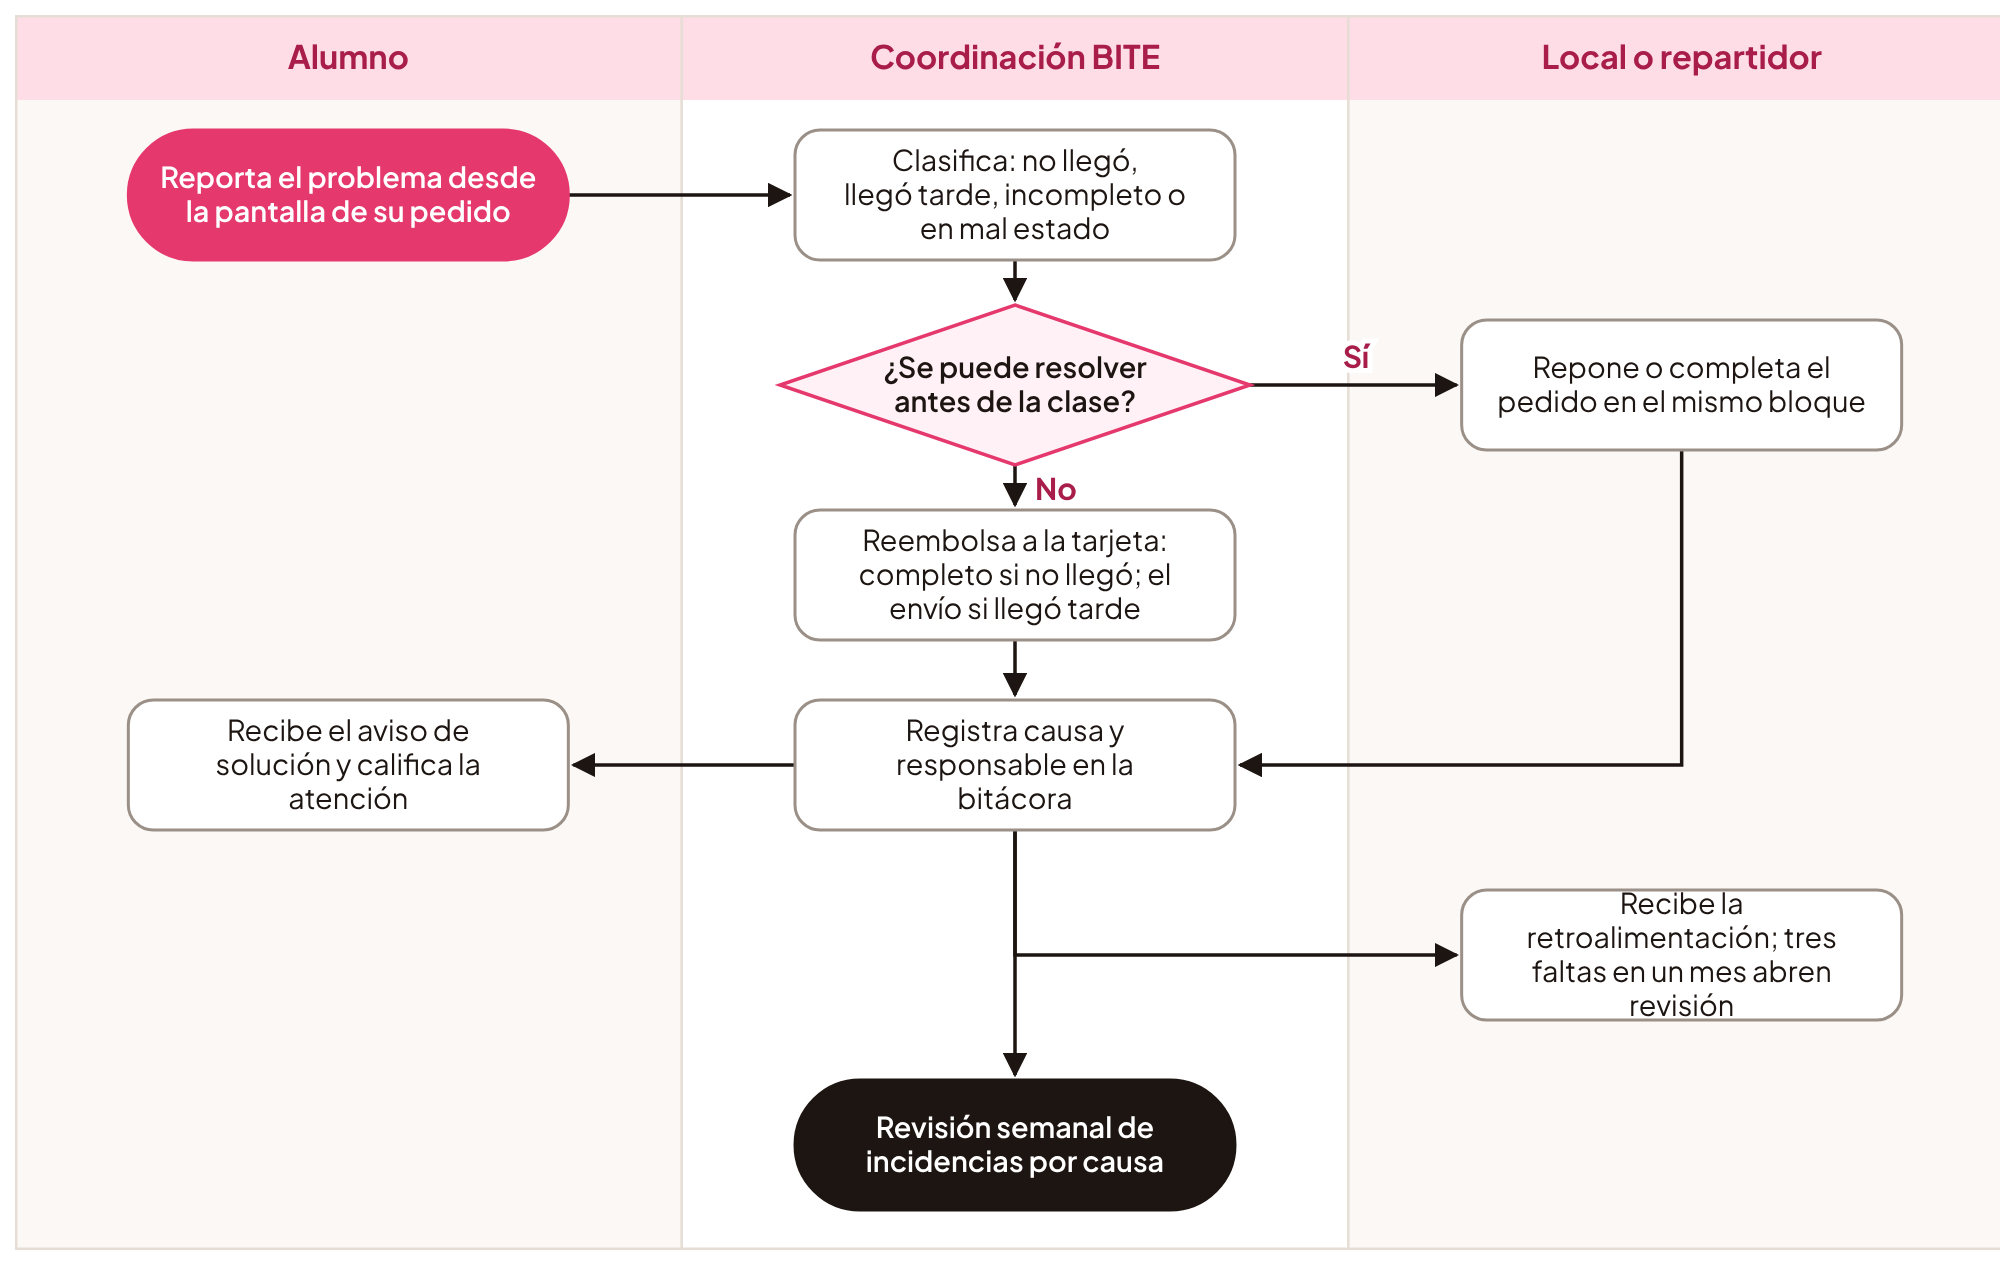 Alumno
Coordinación BITE
Local o repartidor
Reporta el problema desde
la pantalla de su pedido
Clasifica: no llegó,
llegó tarde, incompleto o
en mal estado
¿Se puede resolver
antes de la clase?
Sí
Repone o completa el
pedido en el mismo bloque
No
Reembolsa a la tarjeta:
completo si no llegó; el
envío si llegó tarde
Recibe el aviso de
solución y califica la
atención
Registra causa y
responsable en la
bitácora
Recibe la
retroalimentación; tres
faltas en un mes abren
revisión
Revisión semanal de
incidencias por causa